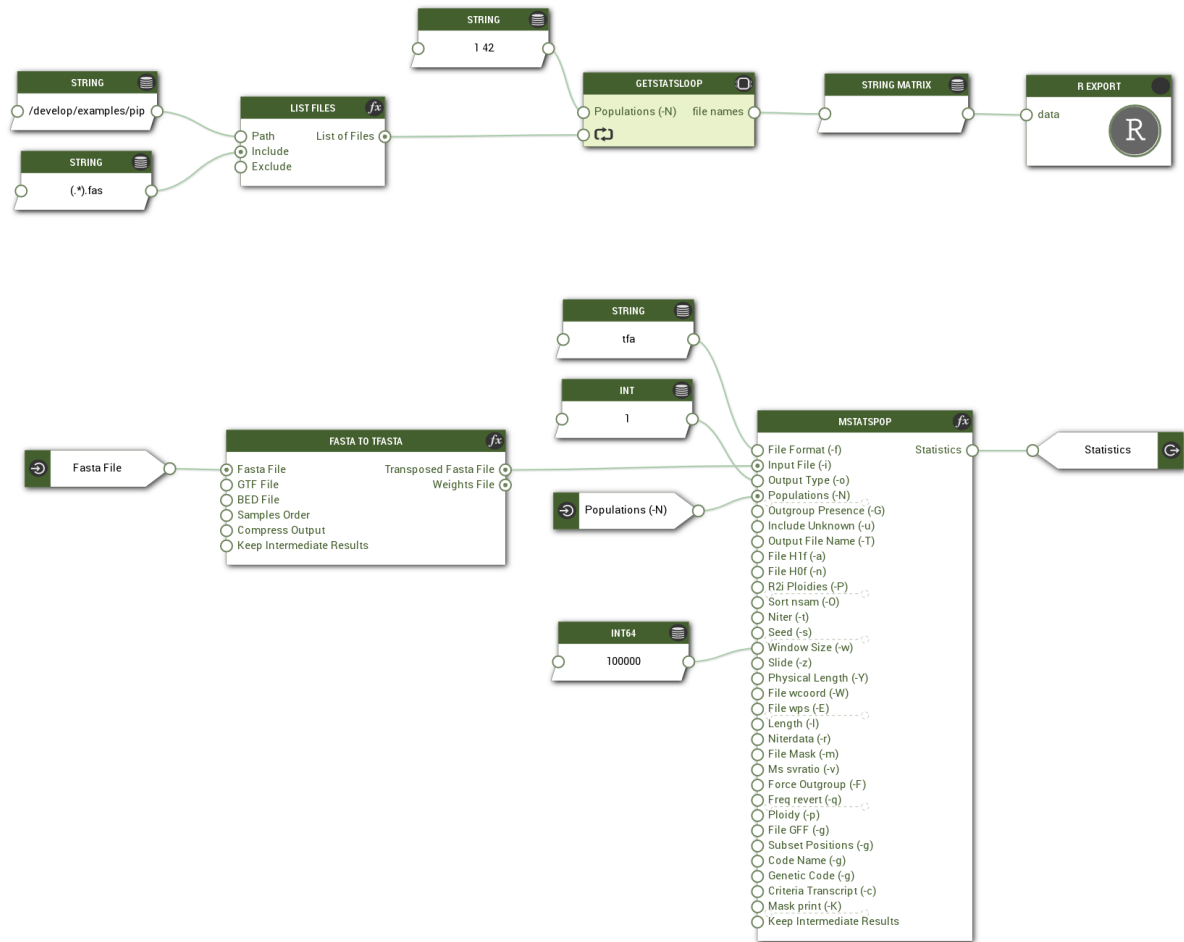 STRING
1 42
STRING
/develop/examples/pip
STRING
(.*).fas
LIST FILES
fx
Path
List of Files
Include
Exclude
GETSTATSLOOP
Populations (-N)
file names
STRING MATRIX
R EXPORT
data
R
STRING
tfa
INT
1
Fasta File
FASTA TO TFASTA
fx
Fasta File
Transposed Fasta File
GTF File
Weights File
BED File
Samples Order
Compress Output
Keep Intermediate Results
Populations (-N)
INT64
100000
MSTATSPOP
fx
File Format (-f)
Statistics
Input File (-i)
Output Type (-o)
Populations (-N)
Outgroup Presence (-G)
Include Unknown (-u)
Output File Name (-T)
File H1f (-a)
File H0f (-n)
R2i Ploidies (-P)
Sort nsam (-O)
Niter (-t)
Seed (-s)
Window Size (-w)
Slide (-z)
Physical Length (-Y)
File wcoord (-W)
File wps (-E)
Length (-l)
Niterdata (-r)
File Mask (-m)
Ms svratio (-v)
Force Outgroup (-F)
Freq revert (-q)
Ploidy (-p)
File GFF (-g)
Subset Positions (-g)
Code Name (-g)
Genetic Code (-g)
Criteria Transcript (-c)
Mask print (-K)
Keep Intermediate Results
Statistics